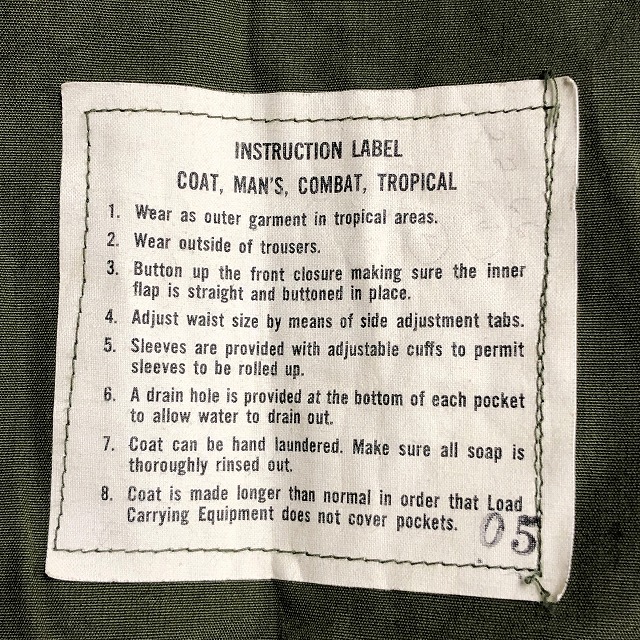 INSTRUCTION LABEL
COAT, MAN'S, COMBAT, TROPICAL
1. Wear as outer garment in tropical areas.
2. Wear outside of trousers.
3. Button up the front closure making sure the inner
flap is straight and buttoned in place.
4. Adjust waist size by means of side adjustment tabs.
5. Sleeves are provided with adjustable cuffs to permit
sleeves to be rolled up.
6. A drain hole is provided at the bottom of each pocket
to allow water to drain out.
7. Coat can be hand laundered. Make sure all soap is
thoroughly rinsed out.
8. Coat is made longer than normal in order that Load
Carrying Equipment does not cover pockets.
05